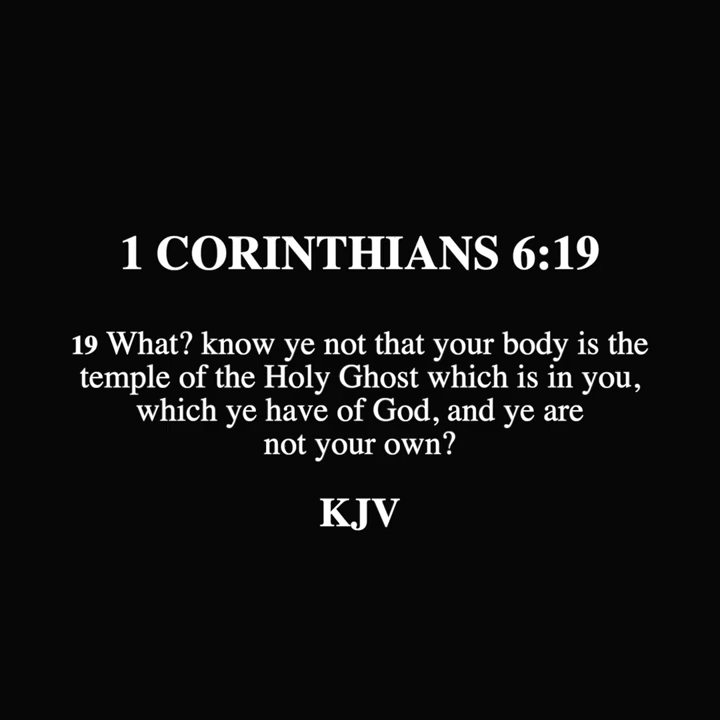 1 CORINTHIANS 6:19
19 What? know ye not that your body is the
temple of the Holy Ghost which is in you,
which ye have of God, and ye are
not your own?
KJV